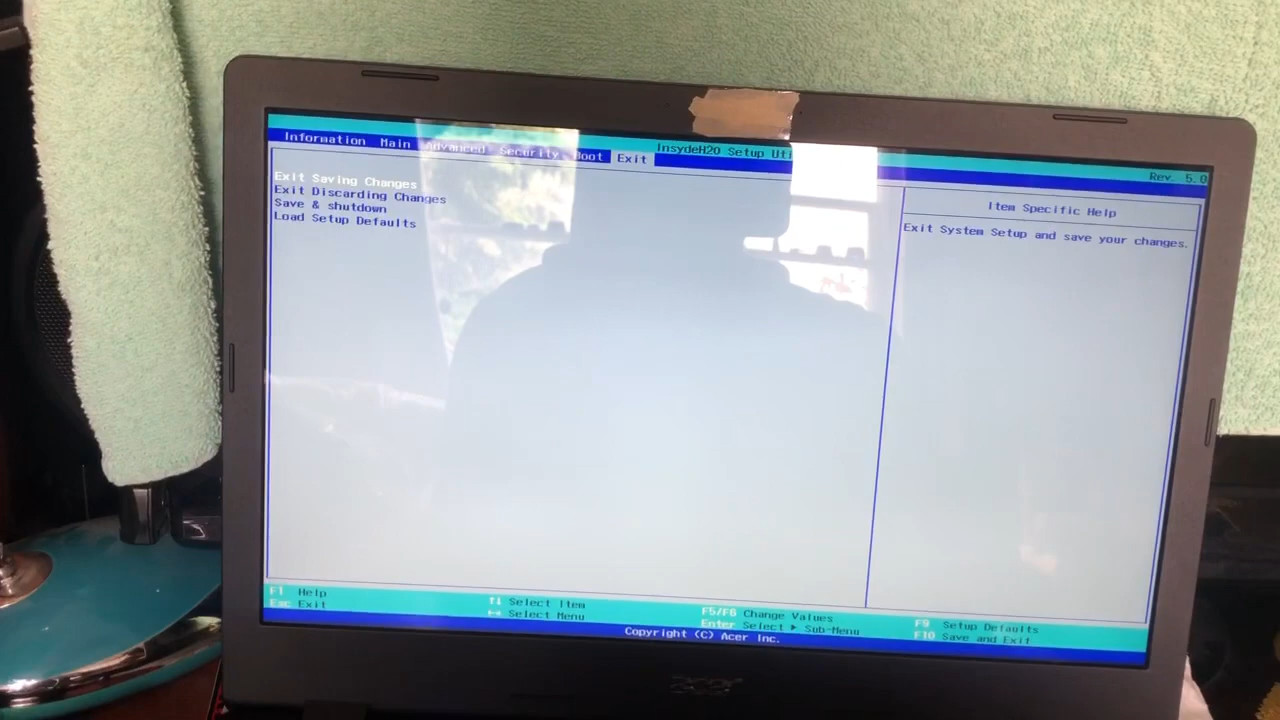 InsydeH20 Setup Uti
Rev. 5.0
Information Main Advanced Security Boot Exit
Exit Saving Changes
Exit Discarding Changes
Save & shutdown
Load Setup Defaults
Item Specific Help
Exit System Setup and save your changes.
F1 Help ↑↓ Select Item F5/F6 Change Values F9 Setup Defaults
Esc Exit ←→ Select Menu Enter Select ▶ Sub-Menu F10 Save and Exit
Copyright (C) Acer Inc.
acer